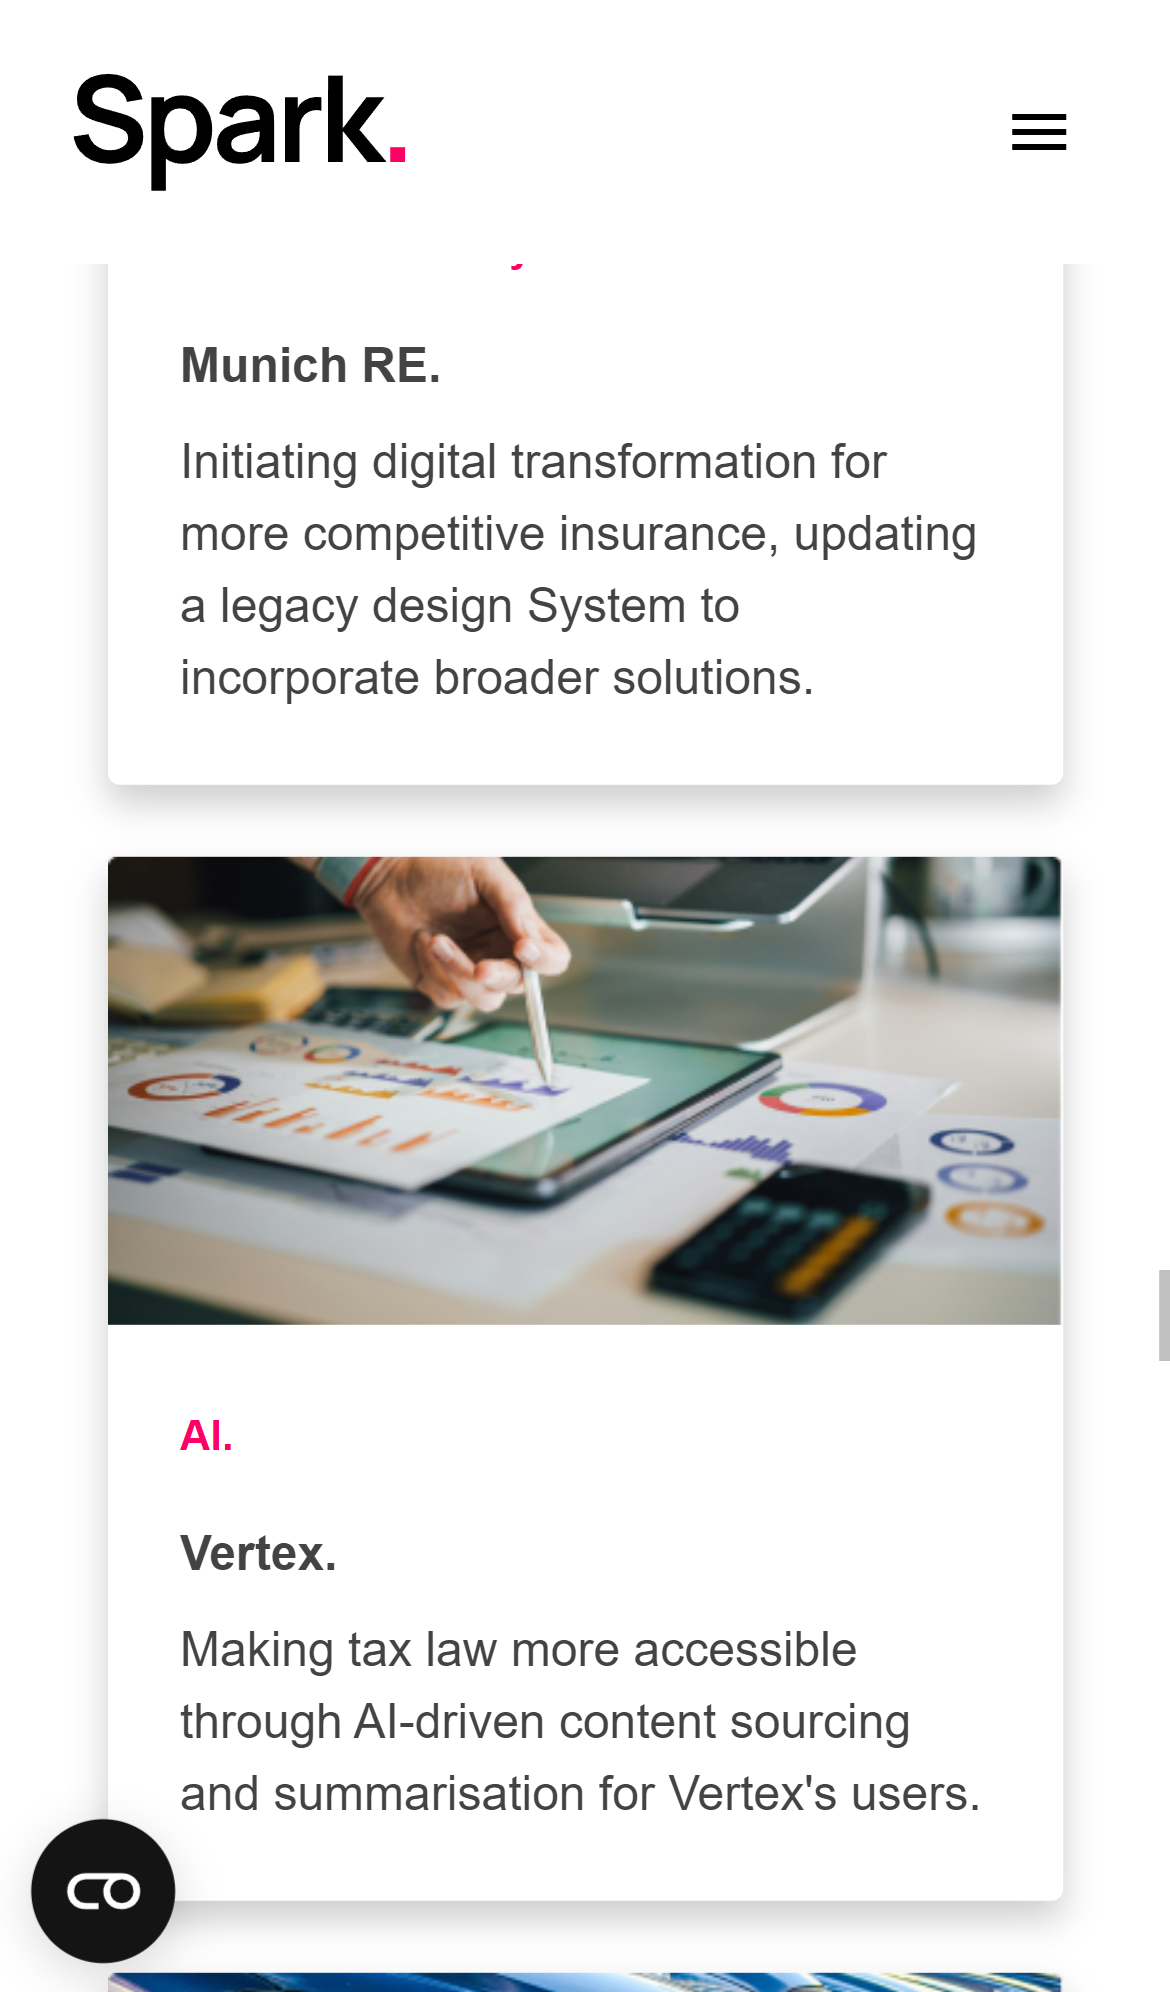 Spark.
Munich RE.
Initiating digital transformation for
more competitive insurance, updating
a legacy design System to
incorporate broader solutions.
AI.
Vertex.
Making tax law more accessible
through AI-driven content sourcing
and summarisation for Vertex's users.